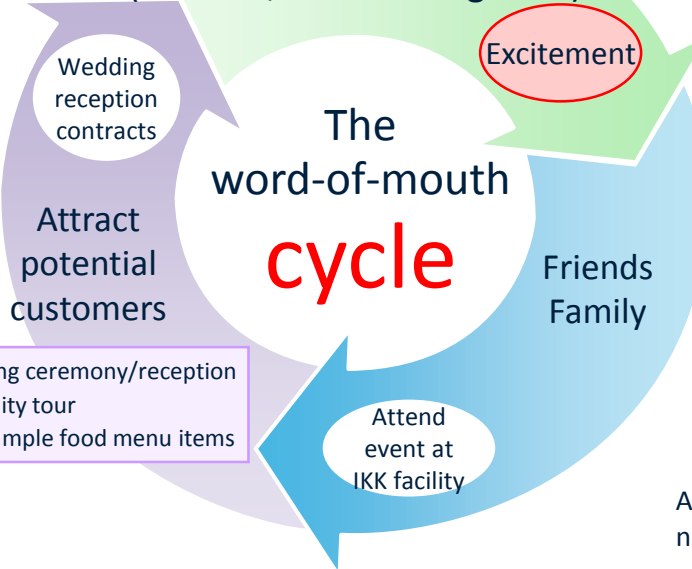 Excitement
Wedding
reception
contracts
The
word-of-mouth
cycle
Attract
potential
customers
Friends
Family
ng ceremony/reception
ity tour
mple food menu items
Attend
event at
IKK facility
A
n